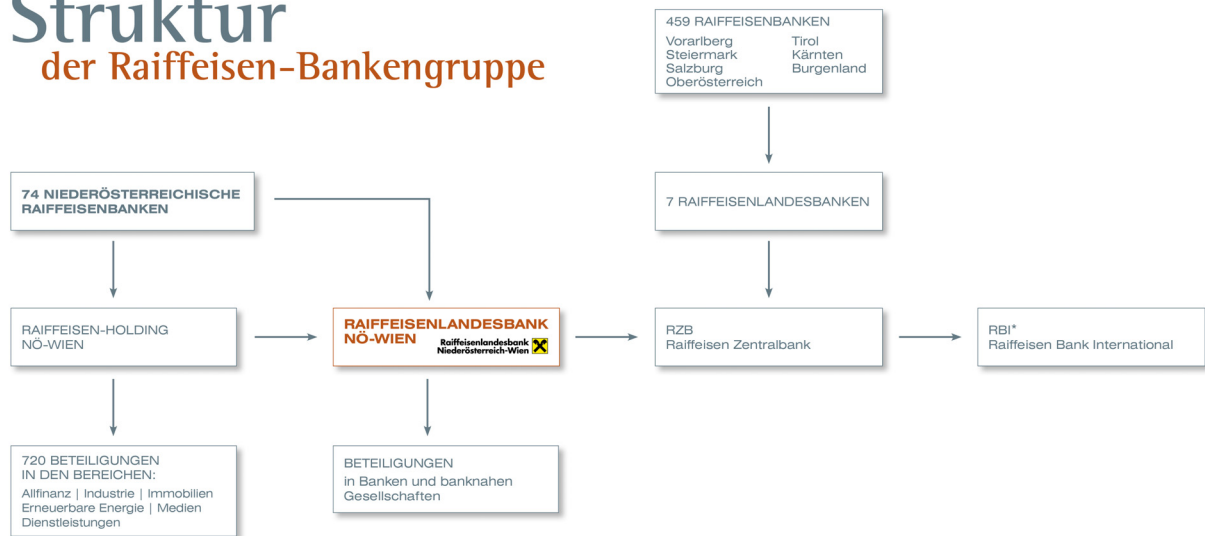 Struktur
der Raiffeisen-Bankengruppe
459 RAIFFEISENBANKEN
Vorarlberg Tirol
Steiermark Kärnten
Salzburg Burgenland
Oberösterreich
74 NIEDERÖSTERREICHISCHE
RAIFFEISENBANKEN
7 RAIFFEISENLANDESBANKEN
RAIFFEISEN-HOLDING
NÖ-WIEN
RAIFFEISENLANDESBANK
NÖ-WIEN
Raiffeisenlandesbank
Niederösterreich-Wien
RZB
Raiffeisen Zentralbank
RBI*
Raiffeisen Bank International
720 BETEILIGUNGEN
IN DEN BEREICHEN:
Allfinanz | Industrie | Immobilien
Erneuerbare Energie | Medien
Dienstleistungen
BETEILIGUNGEN
in Banken und banknahen
Gesellschaften